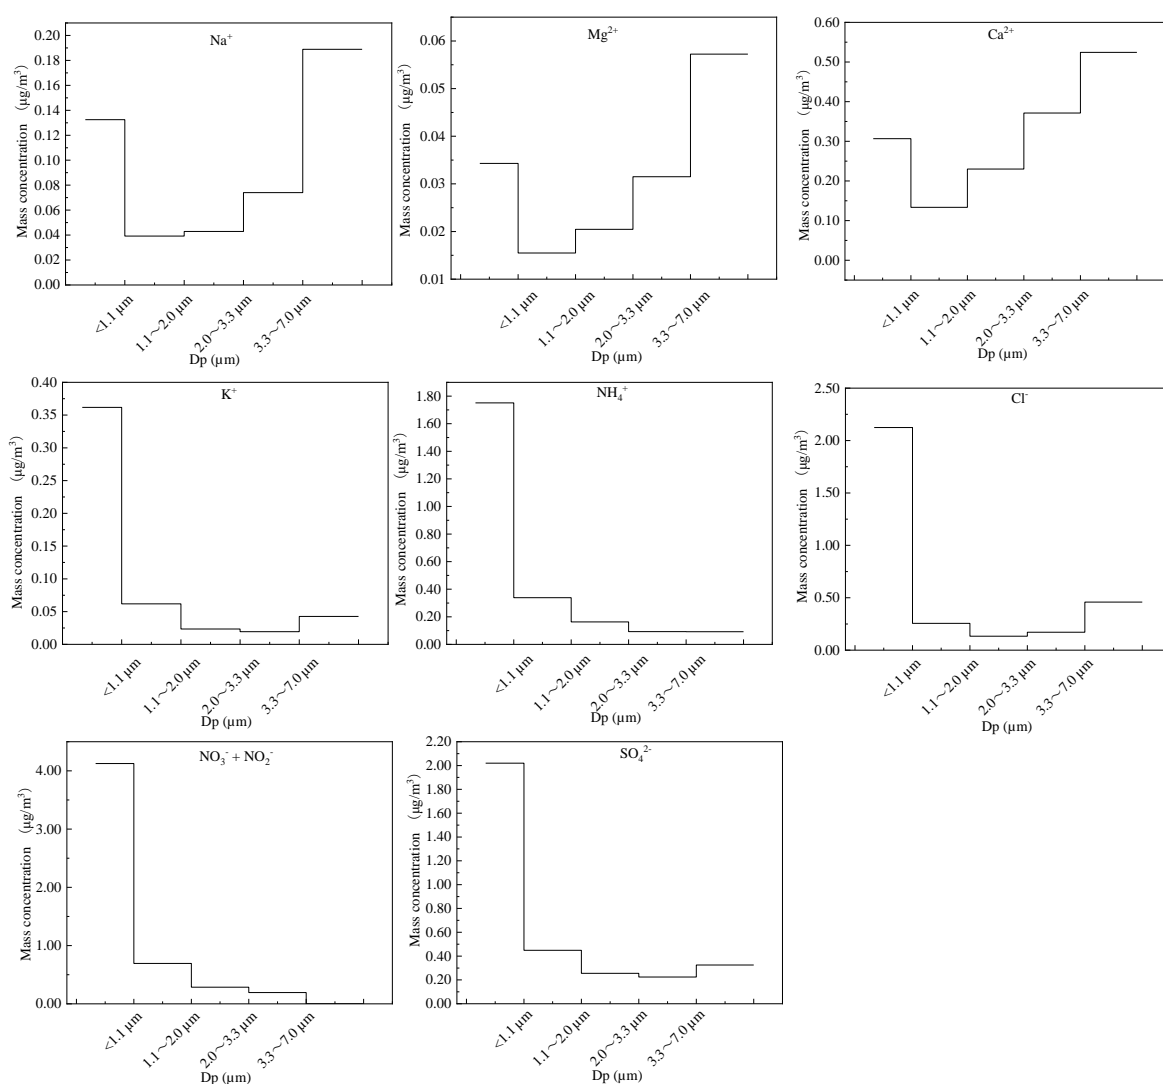 Na⁺
Mass concentration （μg/m³）
0.20
0.18
0.16
0.14
0.12
0.10
0.08
0.06
0.04
0.02
0.00
<1.1 μm
1.1～2.0 μm
2.0～3.3 μm
3.3～7.0 μm
Dp (μm)
Mg²⁺
Mass concentration （μg/m³）
0.06
0.05
0.04
0.03
0.02
0.01
<1.1 μm
1.1～2.0 μm
2.0～3.3 μm
3.3～7.0 μm
Dp (μm)
Ca²⁺
Mass concentration （μg/m³）
0.60
0.50
0.40
0.30
0.20
0.10
0.00
<1.1 μm
1.1～2.0 μm
2.0～3.3 μm
3.3～7.0 μm
Dp (μm)
K⁺
Mass concentration （μg/m³）
0.40
0.35
0.30
0.25
0.20
0.15
0.10
0.05
0.00
<1.1 μm
1.1～2.0 μm
2.0～3.3 μm
3.3～7.0 μm
Dp (μm)
NH₄⁺
Mass concentration （μg/m³）
1.80
1.60
1.40
1.20
1.00
0.80
0.60
0.40
0.20
0.00
<1.1 μm
1.1～2.0 μm
2.0～3.3 μm
3.3～7.0 μm
Dp (μm)
Cl⁻
Mass concentration （μg/m³）
2.50
2.00
1.50
1.00
0.50
0.00
<1.1 μm
1.1～2.0 μm
2.0～3.3 μm
3.3～7.0 μm
Dp (μm)
NO₃⁻ + NO₂⁻
Mass concentration （μg/m³）
4.00
4.00
4.00
1.00
0.00
<1.1 μm
1.1～2.0 μm
2.0～3.3 μm
3.3～7.0 μm
Dp (μm)
SO₄²⁻
Mass concentration （μg/m³）
2.20
2.00
1.80
1.60
1.40
1.20
1.00
0.80
0.60
0.40
0.20
0.00
<1.1 μm
1.1～2.0 μm
2.0～3.3 μm
3.3～7.0 μm
Dp (μm)